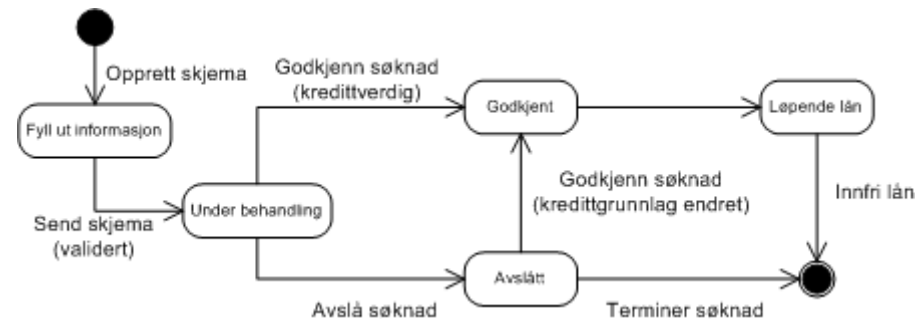 Opprett skjema
Fyll ut informasjon
Send skjema
(validert)
Under behandling
Godkjenn søknad
(kredittverdig)
Godkjent
Løpende lån
Godkjenn søknad
(kredittgrunnlag endret)
Innfri lån
Avslå søknad
Avslått
Terminer søknad